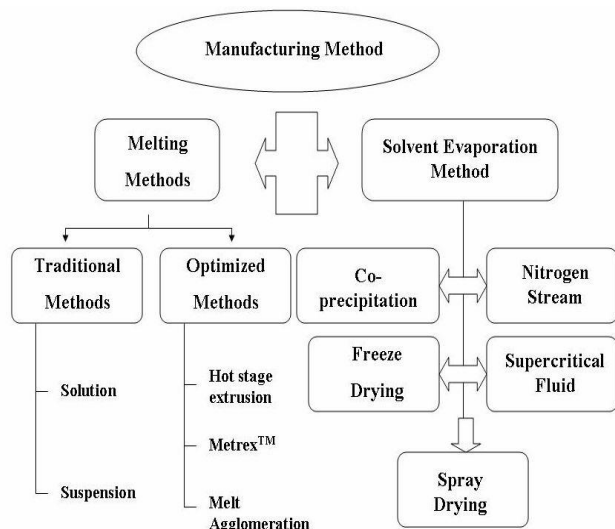 Manufacturing Method
Melting
Methods
Solvent Evaporation
Method
Traditional
Methods
Optimized
Methods
Co-
precipitation
Nitrogen
Stream
Freeze
Drying
Supercritical
Fluid
Solution
Suspension
Hot stage
extrusion
Metrex™
Melt
Agglomeration
Spray
Drying